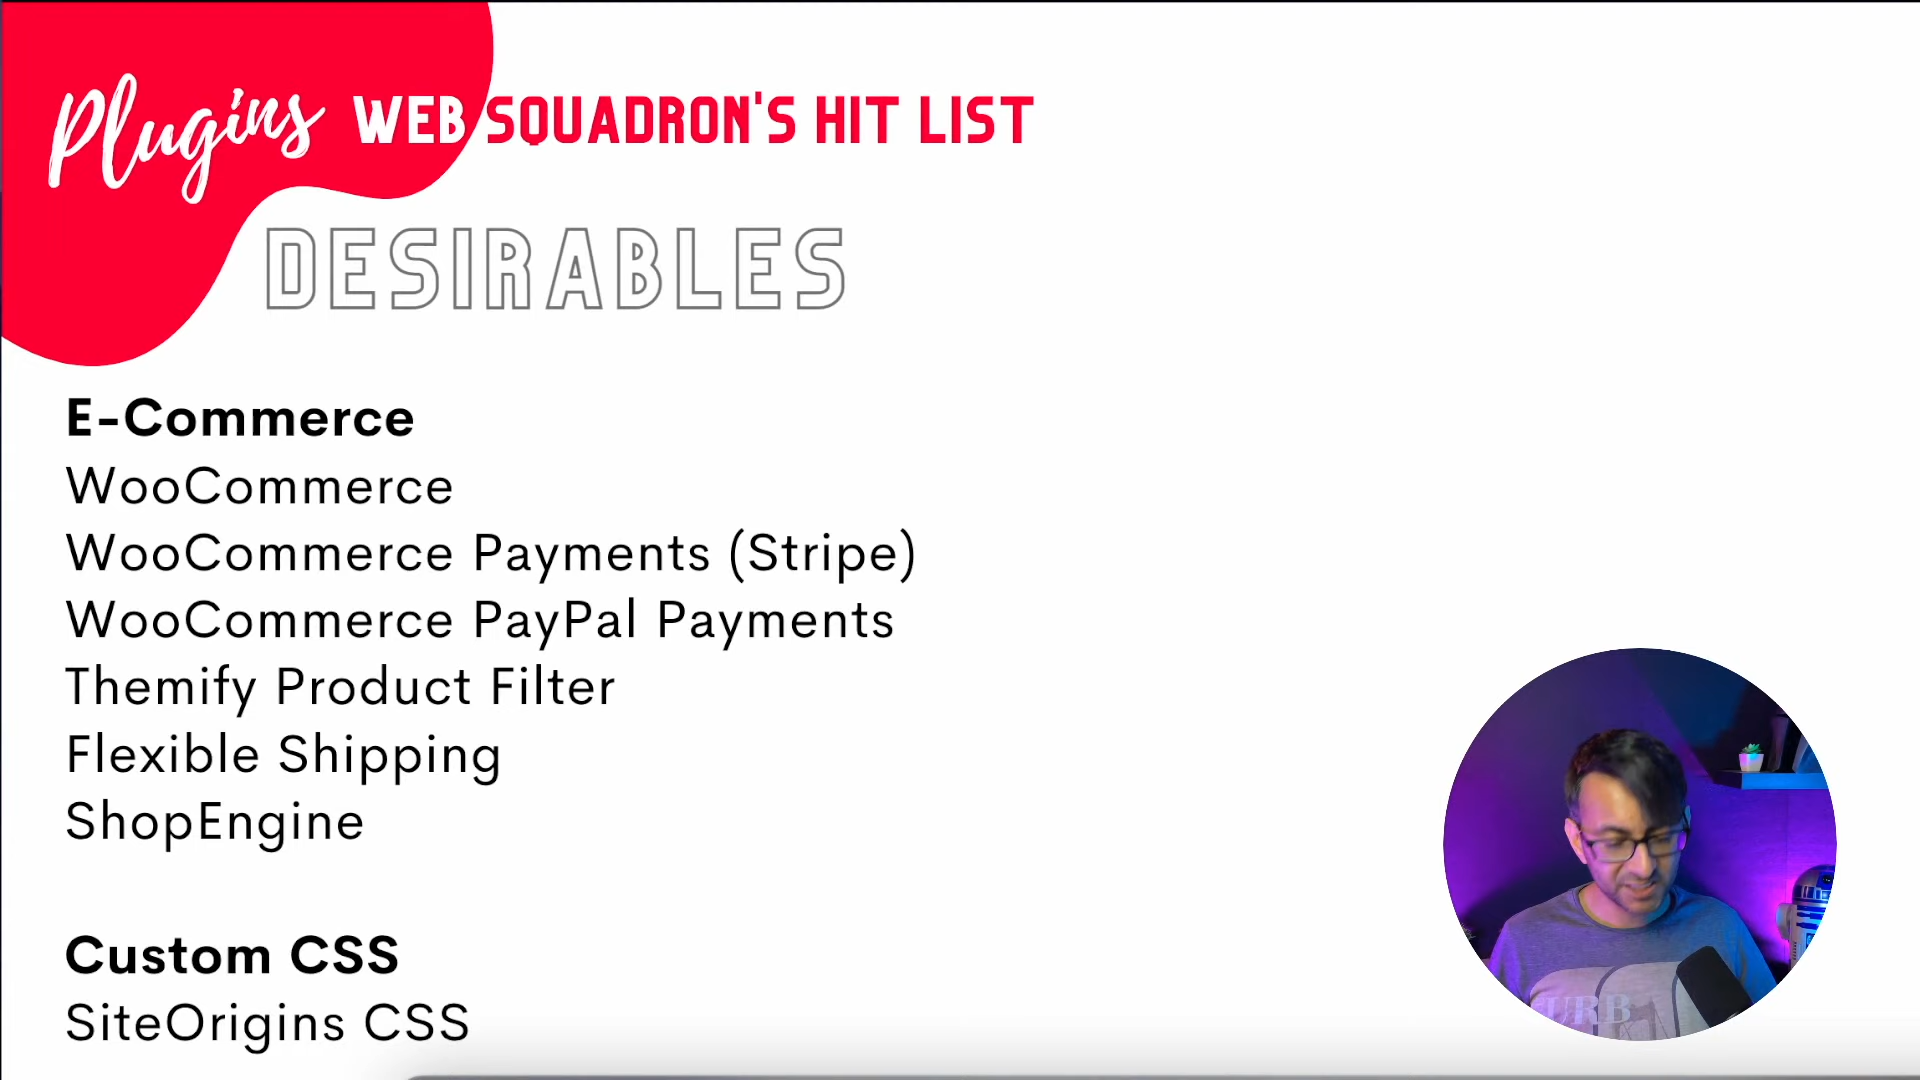 Plugins WEB SQUADRON'S HIT LIST
DESIRABLES
E-Commerce
WooCommerce
WooCommerce Payments (Stripe)
WooCommerce PayPal Payments
Themify Product Filter
Flexible Shipping
ShopEngine
Custom CSS
SiteOrigins CSS